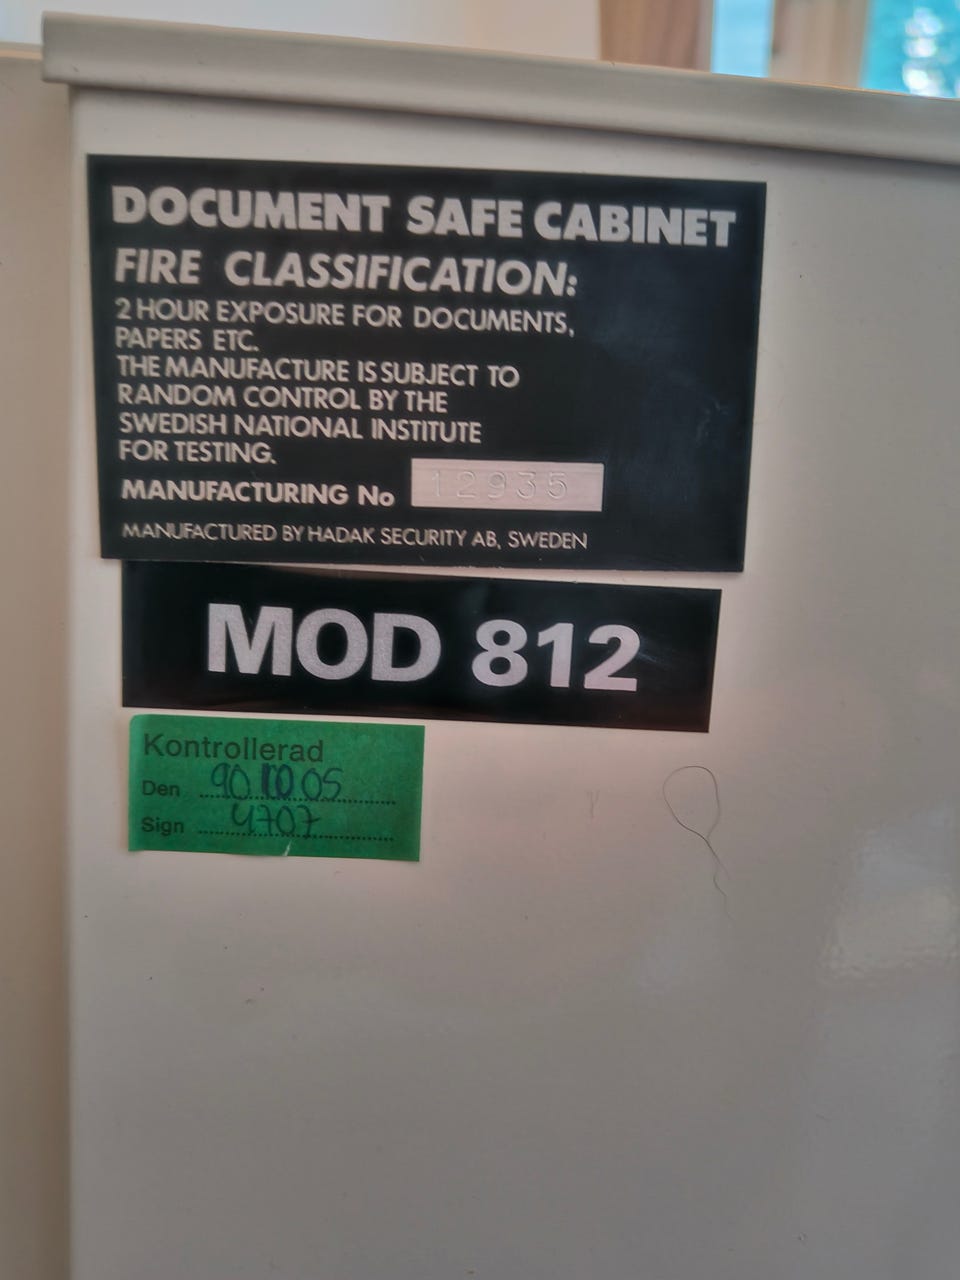 DOCUMENT SAFE CABINET
FIRE CLASSIFICATION:
2 HOUR EXPOSURE FOR DOCUMENTS,
PAPERS ETC.
THE MANUFACTURE IS SUBJECT TO
RANDOM CONTROL BY THE
SWEDISH NATIONAL INSTITUTE
FOR TESTING.
MANUFACTURING No 12935
MANUFACTURED BY HADAK SECURITY AB, SWEDEN
MOD 812
Kontrollerad
Den 90 10 05
Sign 4707